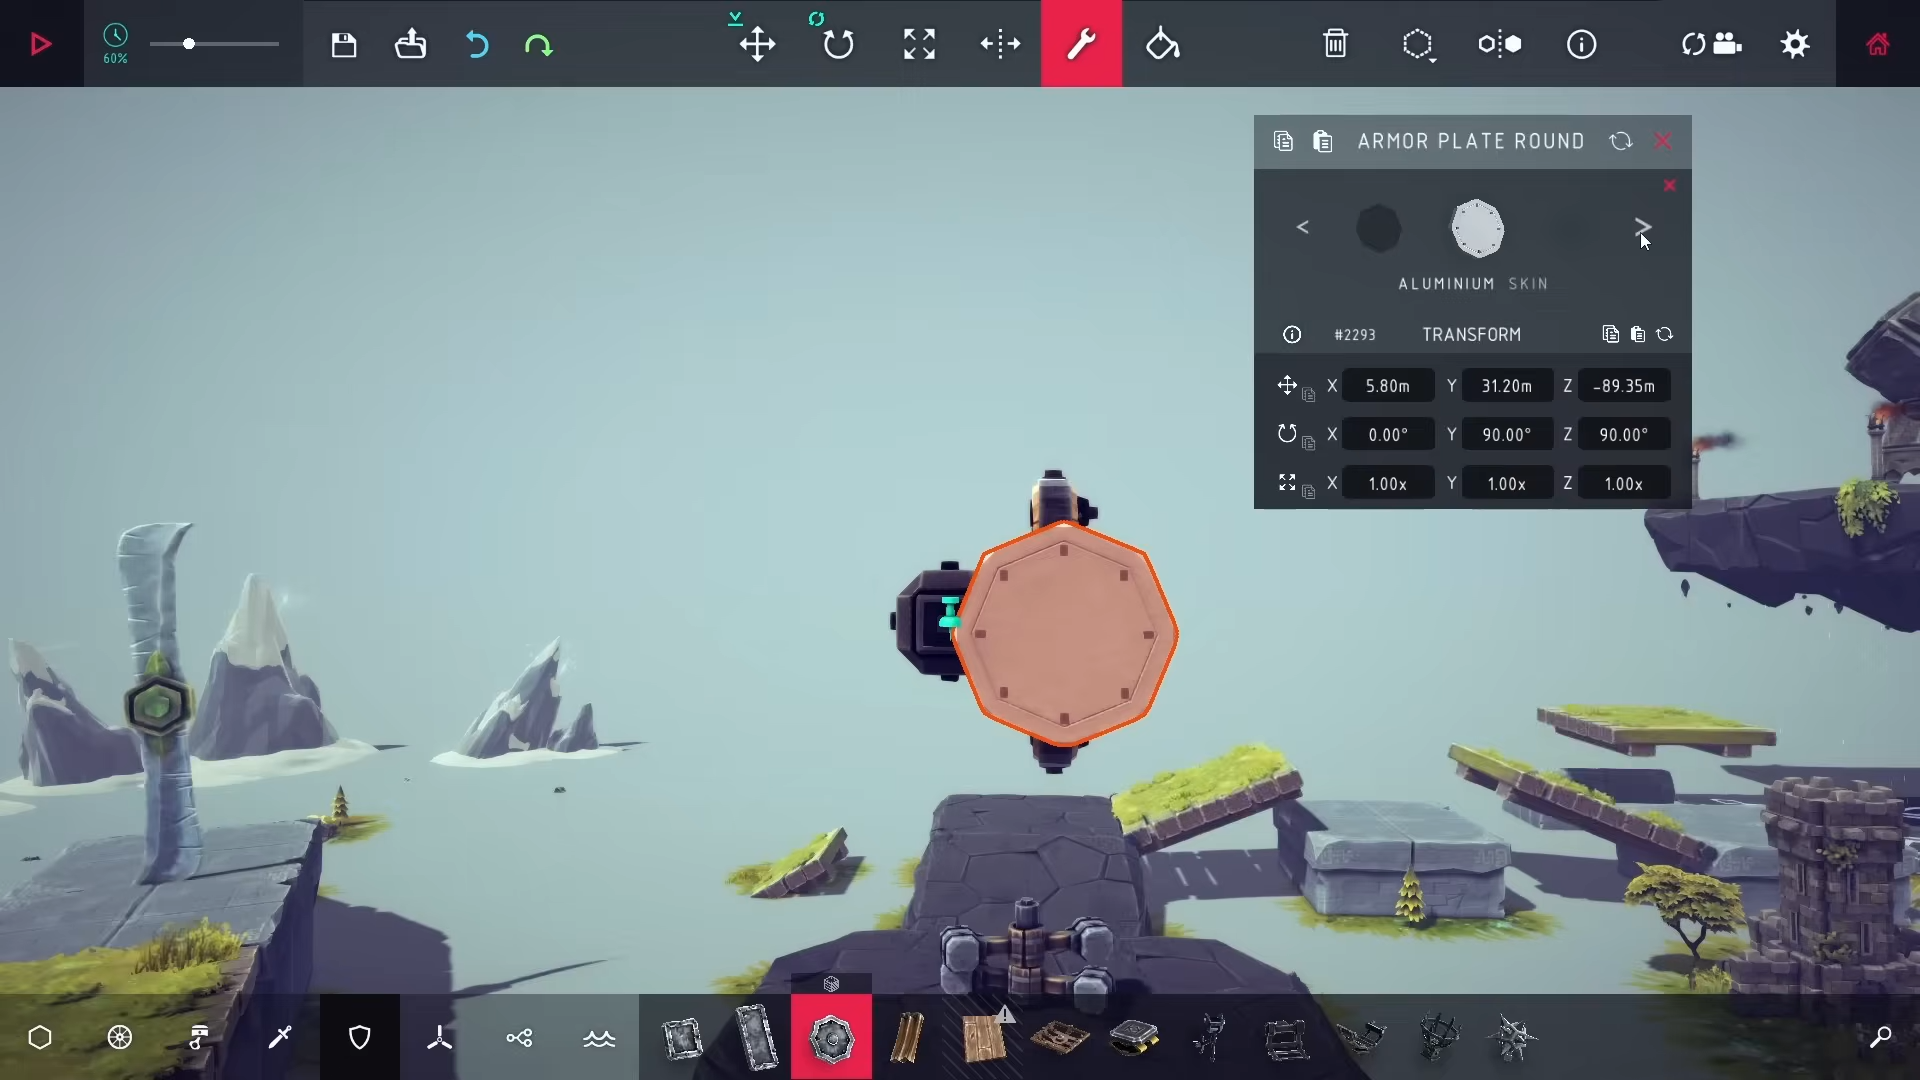 60%
ARMOR PLATE ROUND
< >
ALUMINIUM SKIN
#2293 TRANSFORM
X 5.80m Y 31.20m Z -89.35m
X 0.00° Y 90.00° Z 90.00°
X 1.00x Y 1.00x Z 1.00x